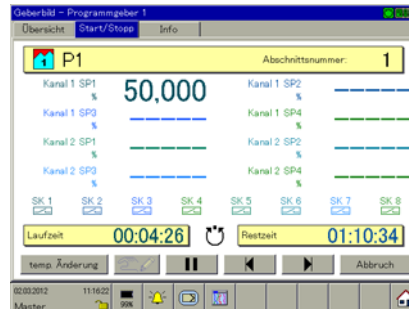 Geberbild - Programmgeber 1
Übersicht Start/Stopp Info
1 P1 Abschnittsnummer: 1
Kanal 1 SP1 % 50,000 Kanal 1 SP2 % ------
Kanal 1 SP3 % ------ Kanal 1 SP4 % ------
Kanal 2 SP1 % ------ Kanal 2 SP2 % ------
Kanal 2 SP3 % ------ Kanal 2 SP4 % ------
SK 1 SK 2 SK 3 SK 4 SK 5 SK 6 SK 7 SK 8
Laufzeit 00:04:26 Restzeit 01:10:34
temp. Änderung Abbruch
02.03.2012 11:16:22
Master 99%